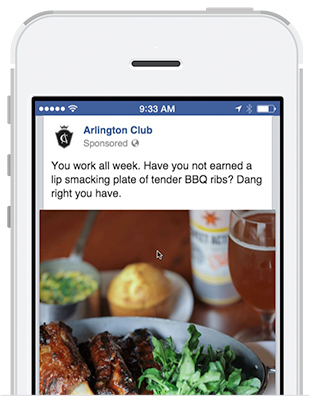 9:33 AM
Arlington Club
Sponsored
You work all week. Have you not earned a
lip smacking plate of tender BBQ ribs? Dang
right you have.